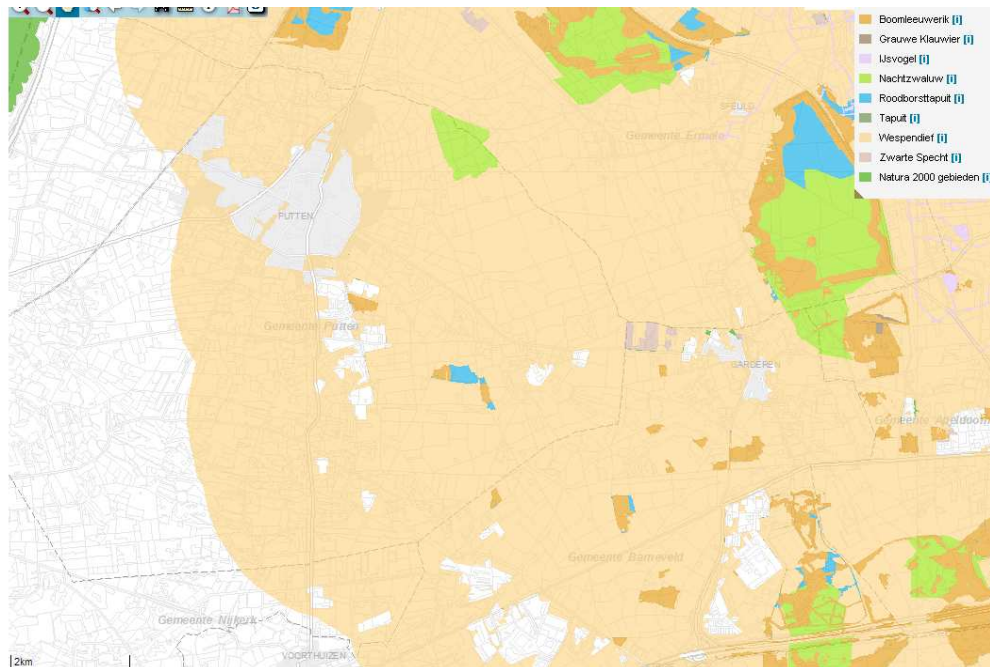 Boomleeuwerik [i]
Grauwe Klauwier [i]
IJsvogel [i]
Nachtzwaluw [i]
Roodborsttapuit [i]
Tapuit [i]
Wespendief [i]
Zwarte Specht [i]
Natura 2000 gebieden [i]
SPEULD
Gemeente Ermelo
PUTTEN
Gemeente Putten
GARDEREN
Gemeente Apeldoorn
Gemeente Barneveld
Gemeente Nijkerk
VOORTHUIZEN
2km